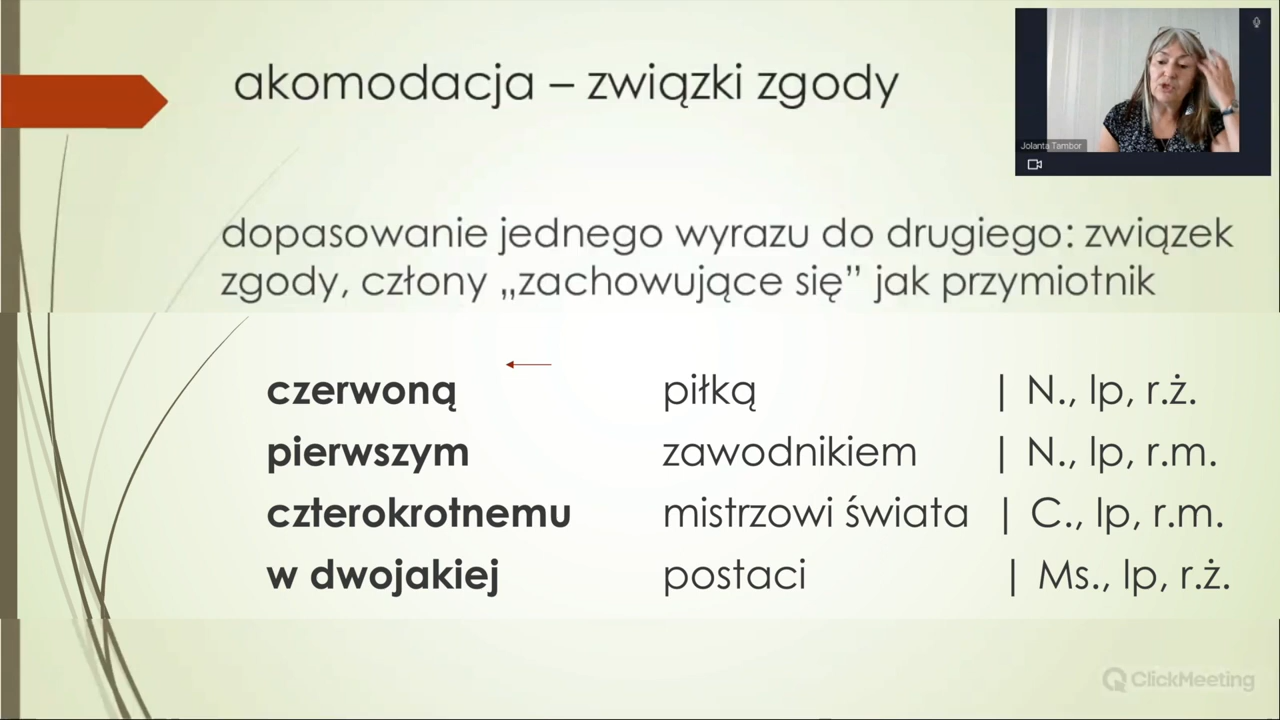 akomodacja – związki zgody
Jolanta Tambor
dopasowanie jednego wyrazu do drugiego: związek
zgody, człony „zachowujące się” jak przymiotnik
czerwoną piłką | N., lp, r.ż.
pierwszym zawodnikiem | N., lp, r.m.
czterokrotnemu mistrzowi świata | C., lp, r.m.
w dwojakiej postaci | Ms., lp, r.ż.
ClickMeeting